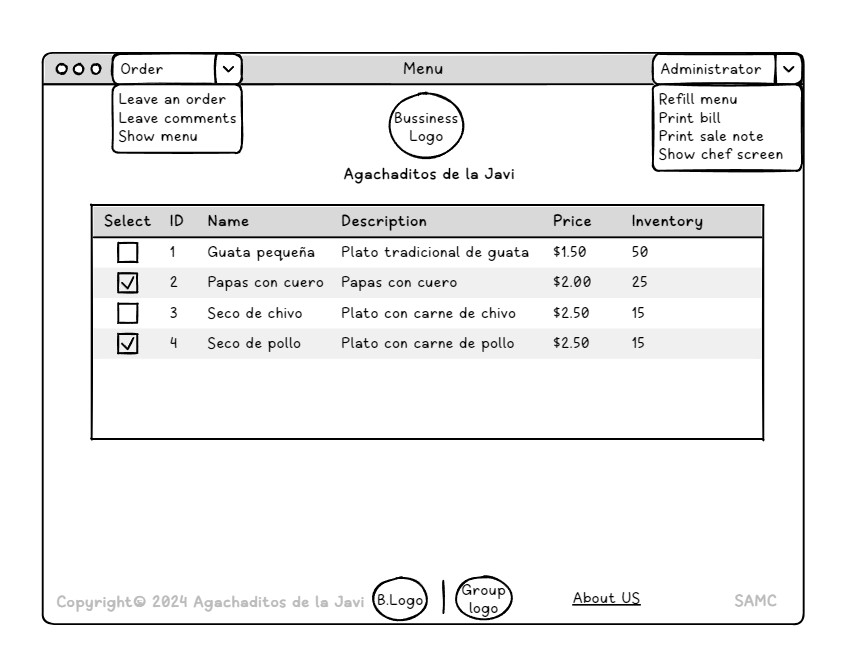 Order Menu Administrator
Leave an order
Leave comments
Show menu
Bussiness
Logo
Refill menu
Print bill
Print sale note
Show chef screen
Agachaditos de la Javi
Select ID Name Description Price Inventory
1 Guata pequeña Plato tradicional de guata $1.50 50
2 Papas con cuero Papas con cuero $2.00 25
3 Seco de chivo Plato con carne de chivo $2.50 15
4 Seco de pollo Plato con carne de pollo $2.50 15
Copyright© 2024 Agachaditos de la Javi
B.Logo
Group
logo
About US
SAMC